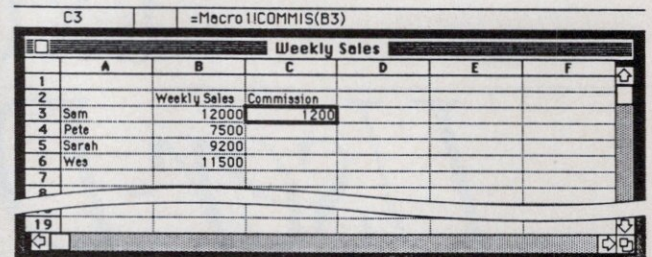 C3 =Macro1!COMMIS(B3)
Weekly Sales
A B C D E F
1
2 Weekly Sales Commission
3 Sam 12000 1200
4 Pete 7500
5 Sarah 9200
6 Wes 11500
7
8
19